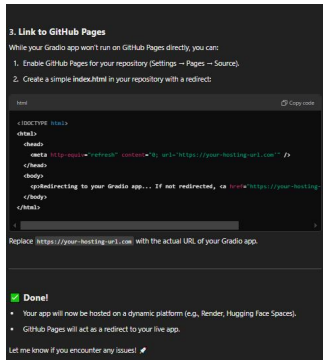 3. Link to GitHub Pages
While your Gradio app won't run on GitHub Pages directly, you can:
1. Enable GitHub Pages for your repository (Settings → Pages → Source).
2. Create a simple index.html in your repository with a redirect:
html Copy code
<!DOCTYPE html>
<html>
<head>
<meta http-equiv="refresh" content="0; url='https://your-hosting-url.com'" />
</head>
<body>
<p>Redirecting to your Gradio app... If not redirected, <a href="https://your-hosting-
</body>
</html>
Replace https://your-hosting-url.com with the actual URL of your Gradio app.
✅ Done!
• Your app will now be hosted on a dynamic platform (e.g., Render, Hugging Face Spaces).
• GitHub Pages will act as a redirect to your live app.
Let me know if you encounter any issues! 🚀